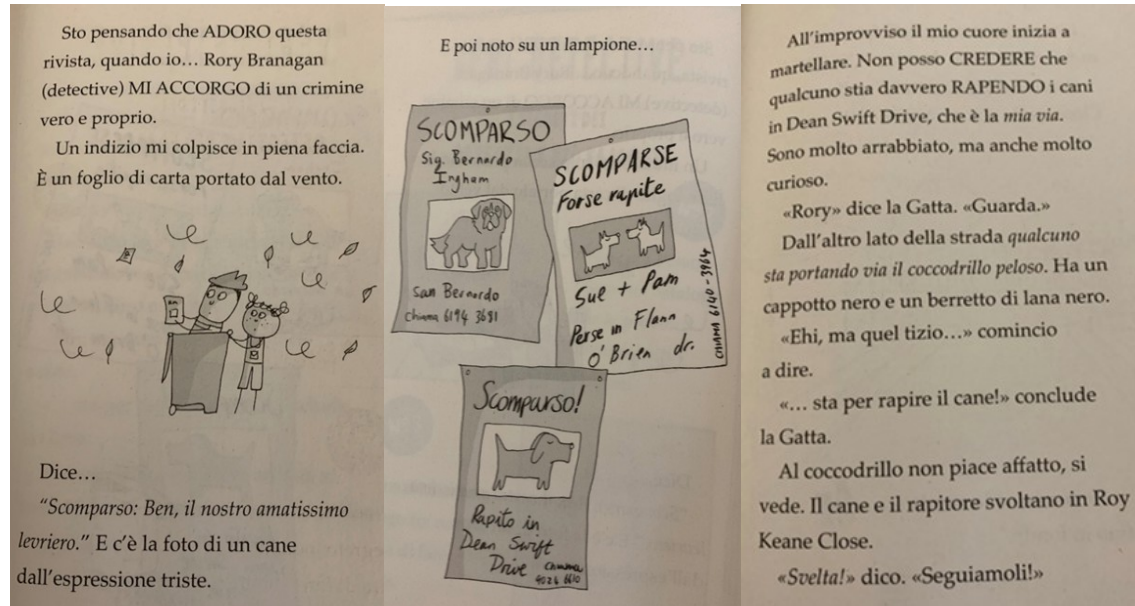 Sto pensando che ADORO questa
rivista, quando io… Rory Branagan
(detective) MI ACCORGO di un crimine
vero e proprio.
Un indizio mi colpisce in piena faccia.
È un foglio di carta portato dal vento.
Dice…
"Scomparso: Ben, il nostro amatissimo
levriero." E c'è la foto di un cane
dall'espressione triste.
E poi noto su un lampione…
SCOMPARSO
Sig. Bernardo
Ingham
San Bernardo
chiama 6194 3681
SCOMPARSE
Forse rapite
Sue + Pam
Perse in Flann
O'Brien dr.
CHIAMA 6140-3964
Scomparso!
Rapito in
Dean Swift
Drive chiama
4026 6610
All'improvviso il mio cuore inizia a
martellare. Non posso CREDERE che
qualcuno stia davvero RAPENDO i cani
in Dean Swift Drive, che è la mia via.
Sono molto arrabbiato, ma anche molto
curioso.
«Rory» dice la Gatta. «Guarda.»
Dall'altro lato della strada qualcuno
sta portando via il coccodrillo peloso. Ha un
cappotto nero e un berretto di lana nero.
«Ehi, ma quel tizio…» comincio
a dire.
«… sta per rapire il cane!» conclude
la Gatta.
Al coccodrillo non piace affatto, si
vede. Il cane e il rapitore svoltano in Roy
Keane Close.
«Svelta!» dico. «Seguiamoli!»